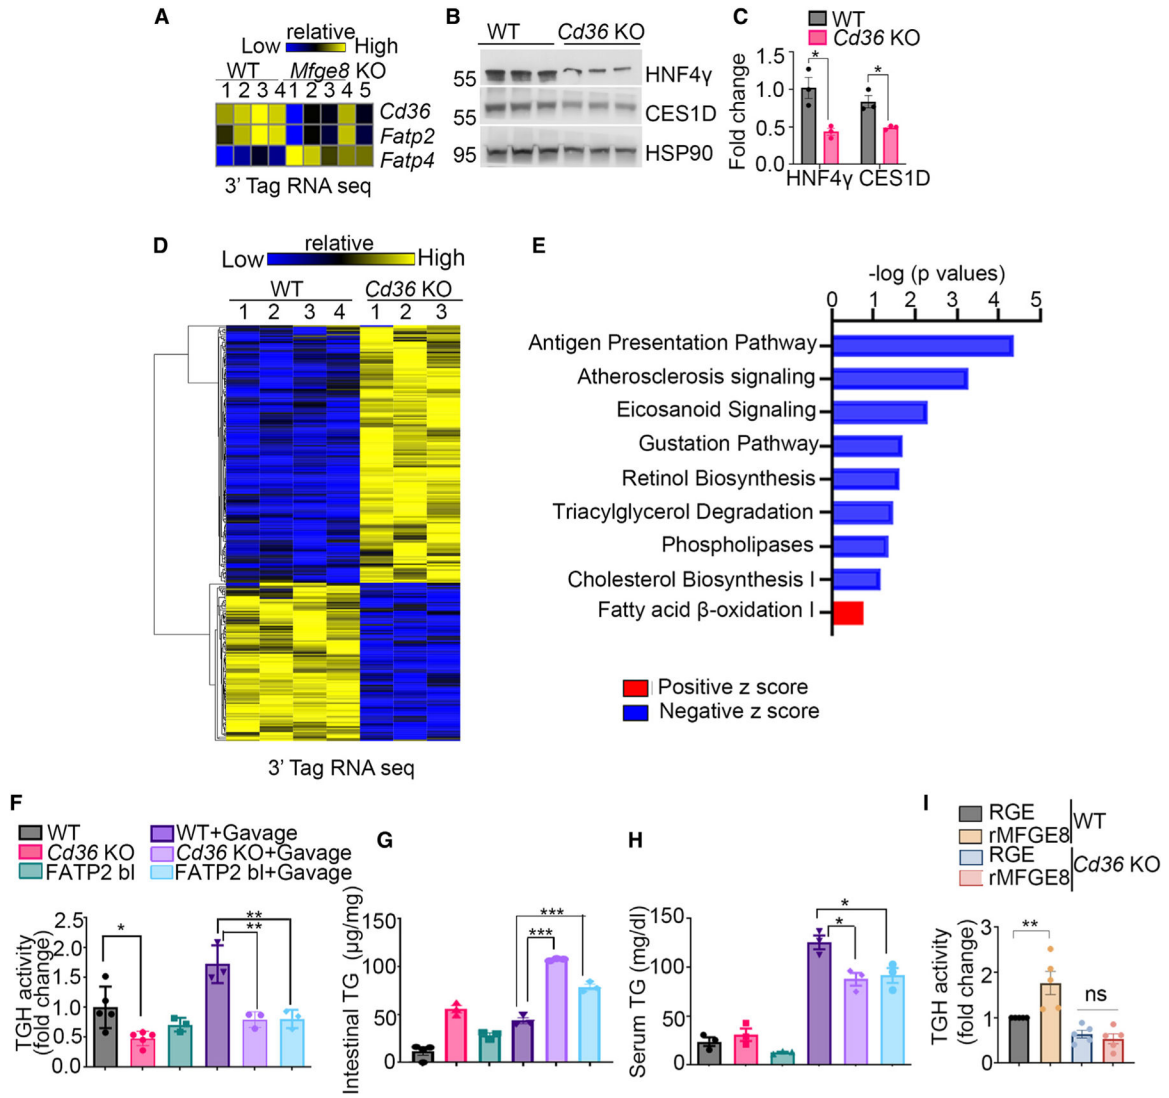 A
relative
Low High
WT Mfge8 KO
1 2 3 4 1 2 3 4 5
Cd36
Fatp2
Fatp4
3’ Tag RNA seq
B
WT Cd36 KO
55 HNF4γ
55 CES1D
95 HSP90
C
WT
Cd36 KO
Fold change
1.5
1.0
0.5
0.0
* *
HNF4γ CES1D
D
relative
Low High
WT Cd36 KO
1 2 3 4 1 2 3
3’ Tag RNA seq
E
-log (p values)
0 1 2 3 4 5
Antigen Presentation Pathway
Atherosclerosis signaling
Eicosanoid Signaling
Gustation Pathway
Retinol Biosynthesis
Triacylglycerol Degradation
Phospholipases
Cholesterol Biosynthesis I
Fatty acid β-oxidation I
Positive z score
Negative z score
F
WT WT+Gavage
Cd36 KO Cd36 KO+Gavage
FATP2 bl FATP2 bl+Gavage
TGH activity
(fold change)
2.5
2.0
1.5
1.0
0.5
0.0
*
**
**
G
Intestinal TG (µg/mg)
150
100
50
0
***
***
H
Serum TG (mg/dl)
150
100
50
0
*
*
I
RGE
rMFGE8
WT
RGE
rMFGE8
Cd36 KO
TGH activity
(fold change)
3
2
1
0
**
ns